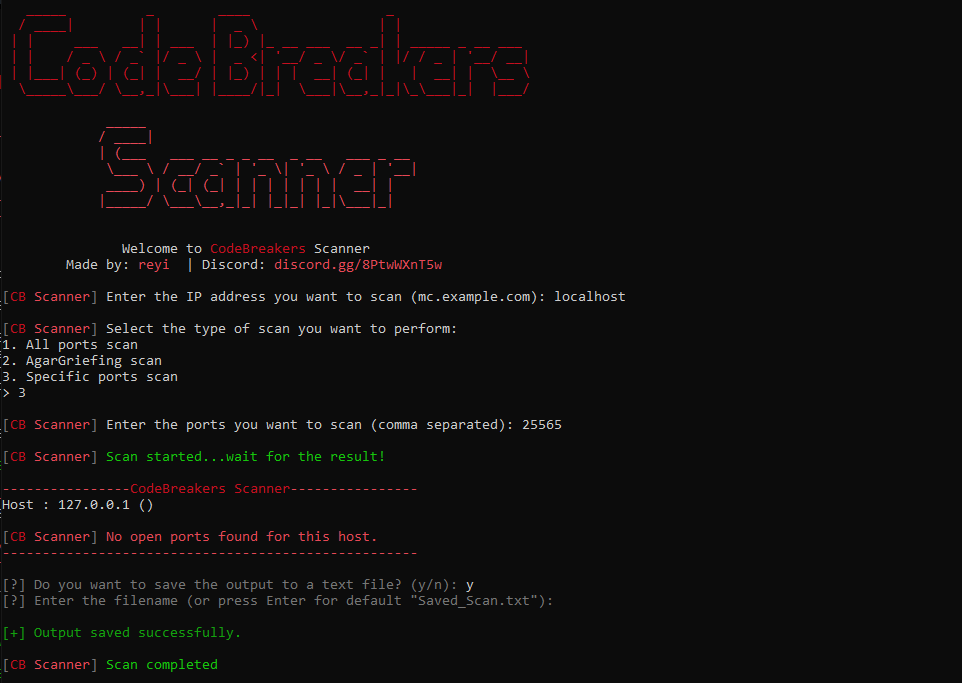 CodeBreakers
Scanner
Welcome to CodeBreakers Scanner
Made by: reyi | Discord: discord.gg/8PtwWXnT5w
[CB Scanner] Enter the IP address you want to scan (mc.example.com): localhost
[CB Scanner] Select the type of scan you want to perform:
1. All ports scan
2. AgarGriefing scan
3. Specific ports scan
> 3
[CB Scanner] Enter the ports you want to scan (comma separated): 25565
[CB Scanner] Scan started...wait for the result!
----------------CodeBreakers Scanner----------------
Host : 127.0.0.1 ()
[CB Scanner] No open ports found for this host.
----------------------------------------------------
[?] Do you want to save the output to a text file? (y/n): y
[?] Enter the filename (or press Enter for default "Saved_Scan.txt"):
[+] Output saved successfully.
[CB Scanner] Scan completed